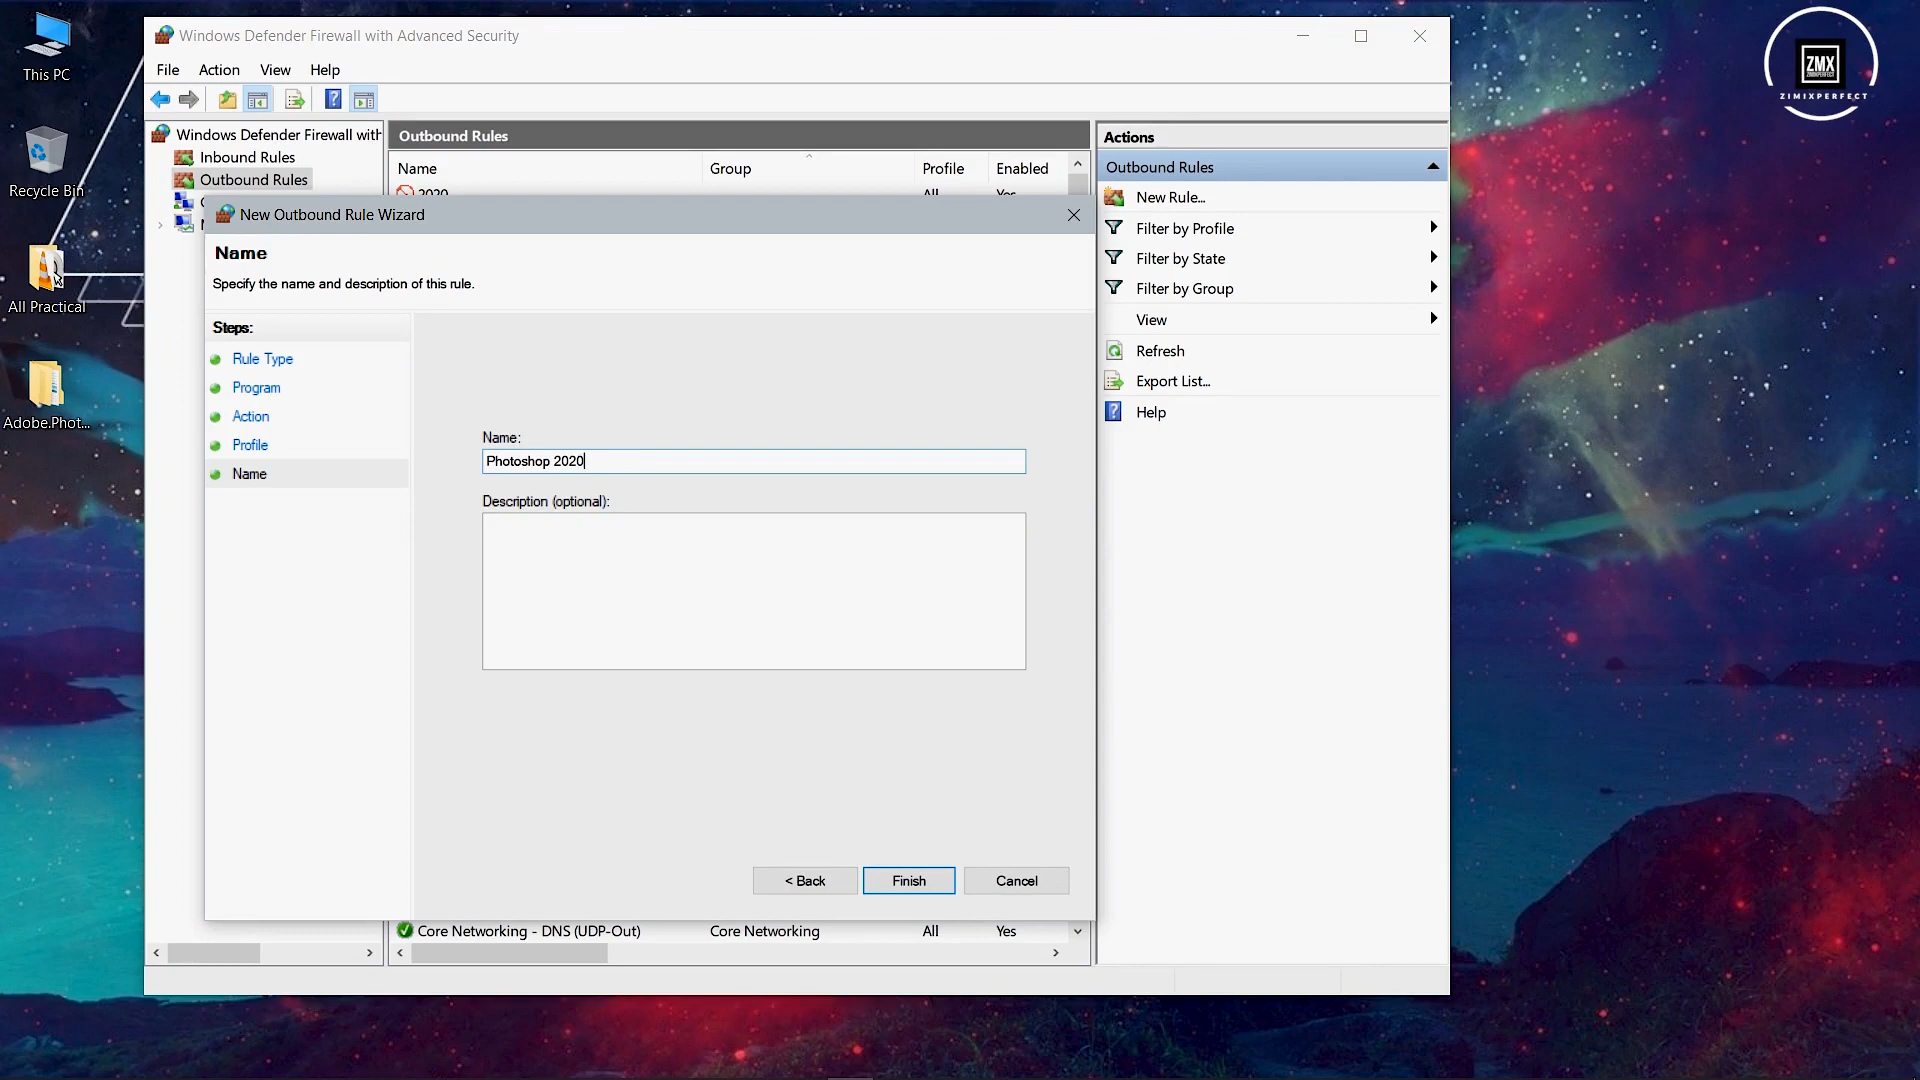 This PC
Recycle Bin
All Practical
Adobe.Phot...
Windows Defender Firewall with Advanced Security
File Action View Help
Windows Defender Firewall with
Inbound Rules
Outbound Rules
Outbound Rules
Name Group Profile Enabled
2020 All Yes
New Outbound Rule Wizard
Name
Specify the name and description of this rule.
Steps:
Rule Type
Program
Action
Profile
Name
Name:
Photoshop 2020
Description (optional):
< Back Finish Cancel
Core Networking - DNS (UDP-Out) Core Networking All Yes
Actions
Outbound Rules
New Rule...
Filter by Profile
Filter by State
Filter by Group
View
Refresh
Export List...
Help
ZMX
ZIMIXPERFECT
ZIMIXPERFECT